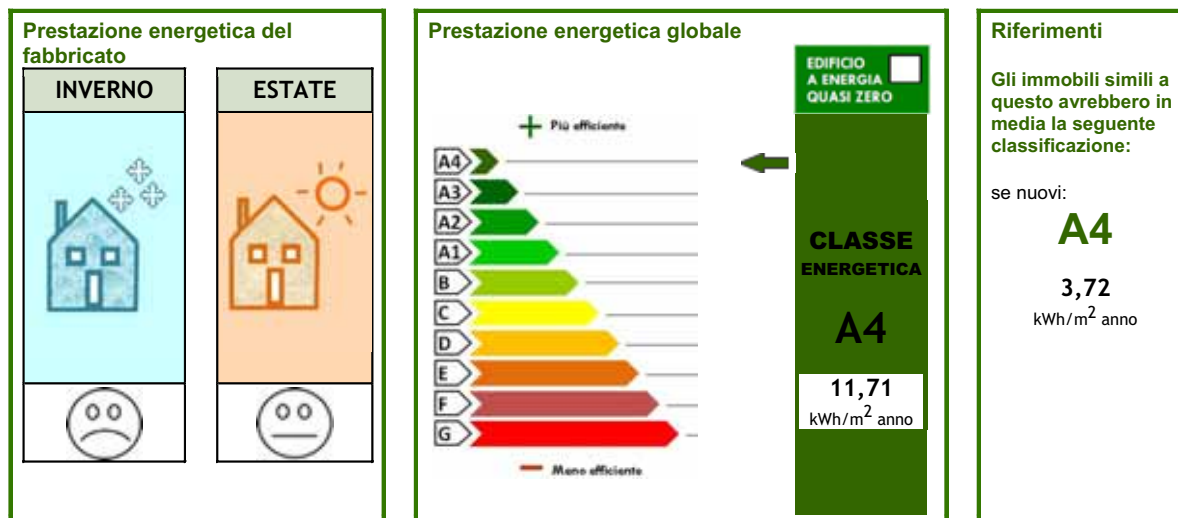 Prestazione energetica del
fabbricato
INVERNO
ESTATE
Prestazione energetica globale
EDIFICIO
A ENERGIA
QUASI ZERO
Più efficiente
A4
A3
A2
A1
B
C
D
E
F
G
Meno efficiente
CLASSE
ENERGETICA
A4
11,71
kWh/m² anno
Riferimenti
Gli immobili simili a
questo avrebbero in
media la seguente
classificazione:
se nuovi:
A4
3,72
kWh/m² anno